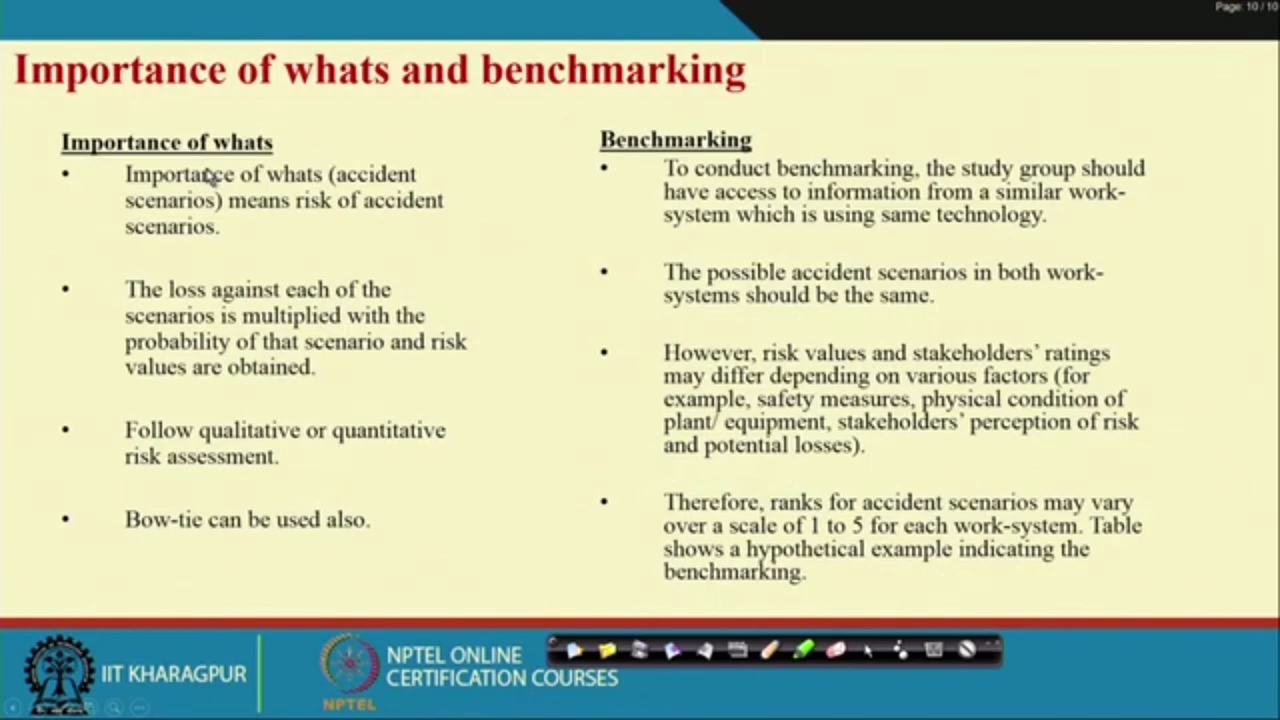 Page: 10 / 10
Importance of whats and benchmarking
Importance of whats
• Importance of whats (accident
scenarios) means risk of accident
scenarios.
• The loss against each of the
scenarios is multiplied with the
probability of that scenario and risk
values are obtained.
• Follow qualitative or quantitative
risk assessment.
• Bow-tie can be used also.
Benchmarking
• To conduct benchmarking, the study group should
have access to information from a similar work-
system which is using same technology.
• The possible accident scenarios in both work-
systems should be the same.
• However, risk values and stakeholders’ ratings
may differ depending on various factors (for
example, safety measures, physical condition of
plant/ equipment, stakeholders’ perception of risk
and potential losses).
• Therefore, ranks for accident scenarios may vary
over a scale of 1 to 5 for each work-system. Table
shows a hypothetical example indicating the
benchmarking.
IIT KHARAGPUR
NPTEL
NPTEL ONLINE
CERTIFICATION COURSES